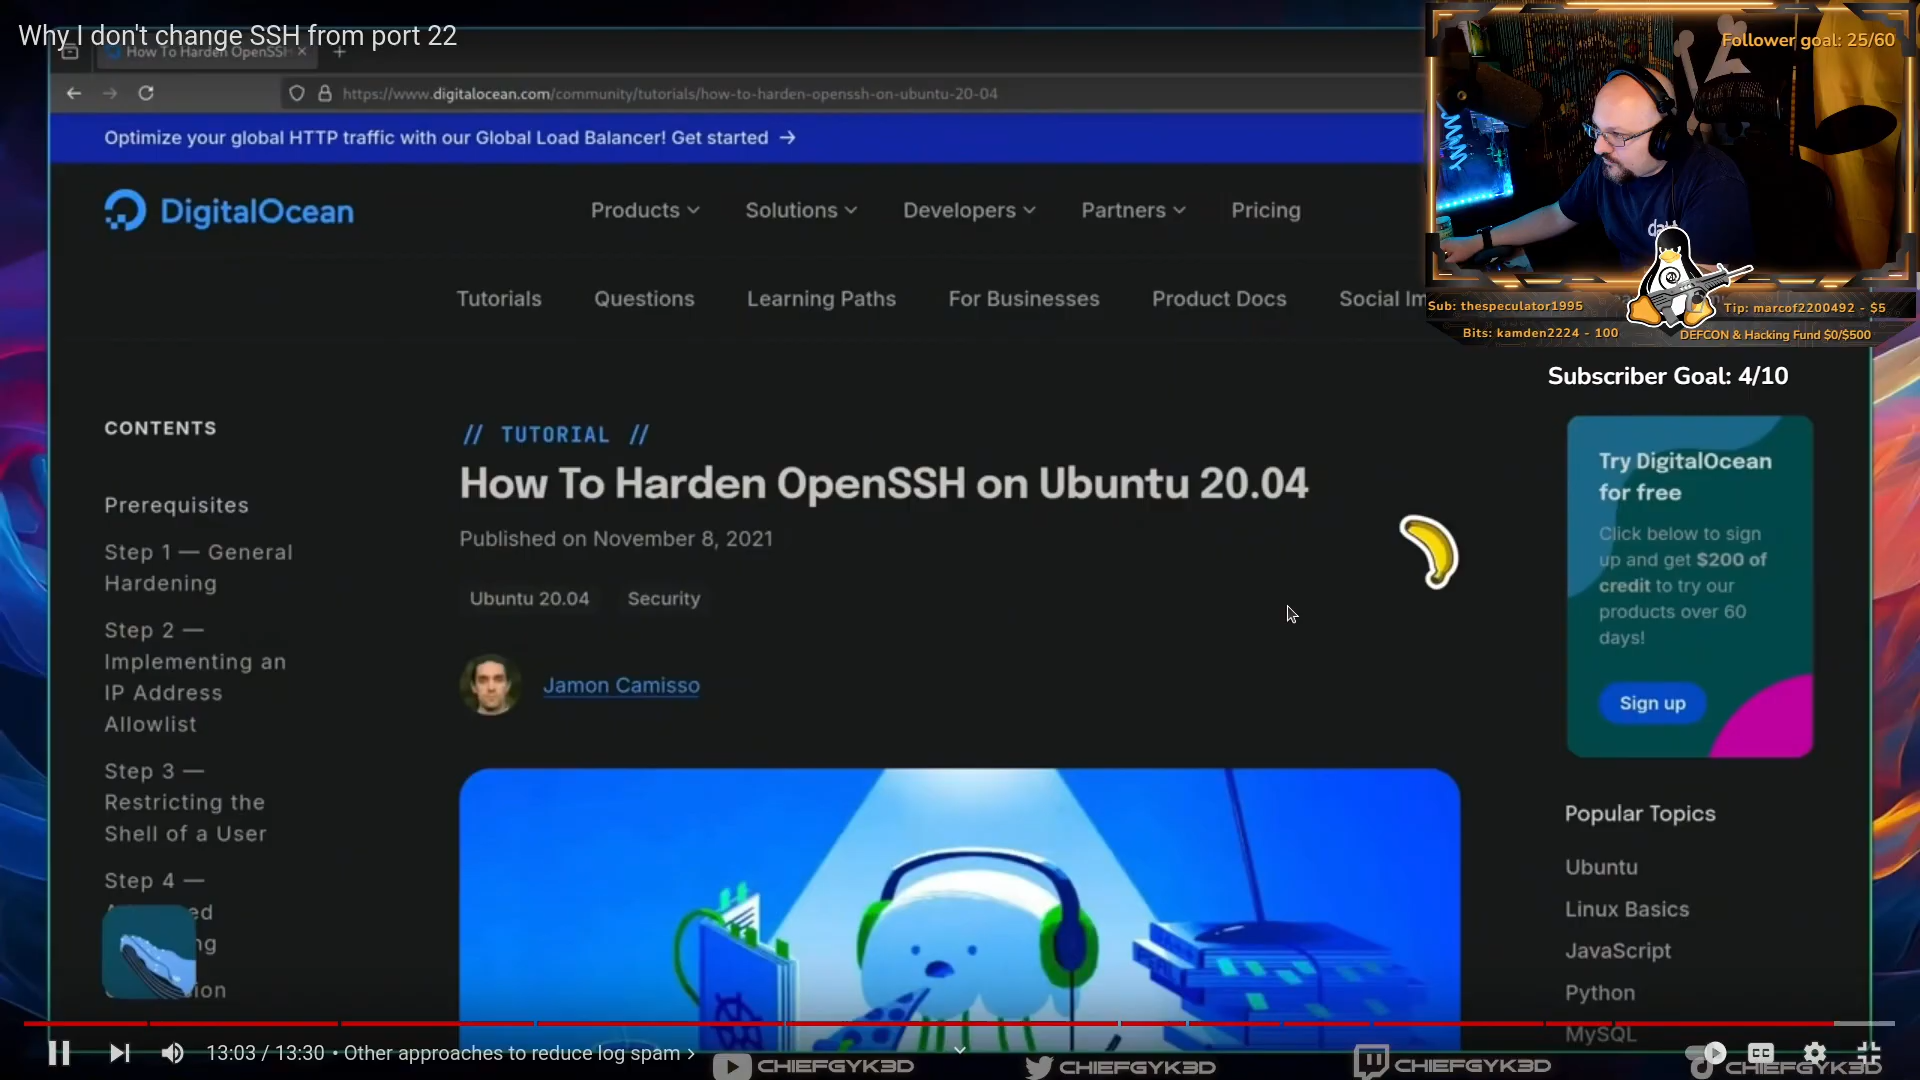 Why I don't change SSH from port 22
How To Harden OpenSSH
https://www.digitalocean.com/community/tutorials/how-to-harden-openssh-on-ubuntu-20-04
Optimize your global HTTP traffic with our Global Load Balancer! Get started →
DigitalOcean
Products
Solutions
Developers
Partners
Pricing
Tutorials
Questions
Learning Paths
For Businesses
Product Docs
Social Im
Follower goal: 25/60
Sub: thespeculator1995
Tip: marcof2200492 - $5
Bits: kamden2224 - 100
DEFCON & Hacking Fund $0/$500
Subscriber Goal: 4/10
CONTENTS
Prerequisites
Step 1 — General
Hardening
Step 2 —
Implementing an
IP Address
Allowlist
Step 3 —
Restricting the
Shell of a User
Step 4 —
ed
ng
ion
// TUTORIAL //
How To Harden OpenSSH on Ubuntu 20.04
Published on November 8, 2021
Ubuntu 20.04
Security
Jamon Camisso
Try DigitalOcean
for free
Click below to sign
up and get $200 of
credit to try our
products over 60
days!
Sign up
Popular Topics
Ubuntu
Linux Basics
JavaScript
Python
MySQL
13:03 / 13:30 • Other approaches to reduce log spam
CHIEFGYK3D
CHIEFGYK3D
CHIEFGYK3D
CHIEFGYK3D